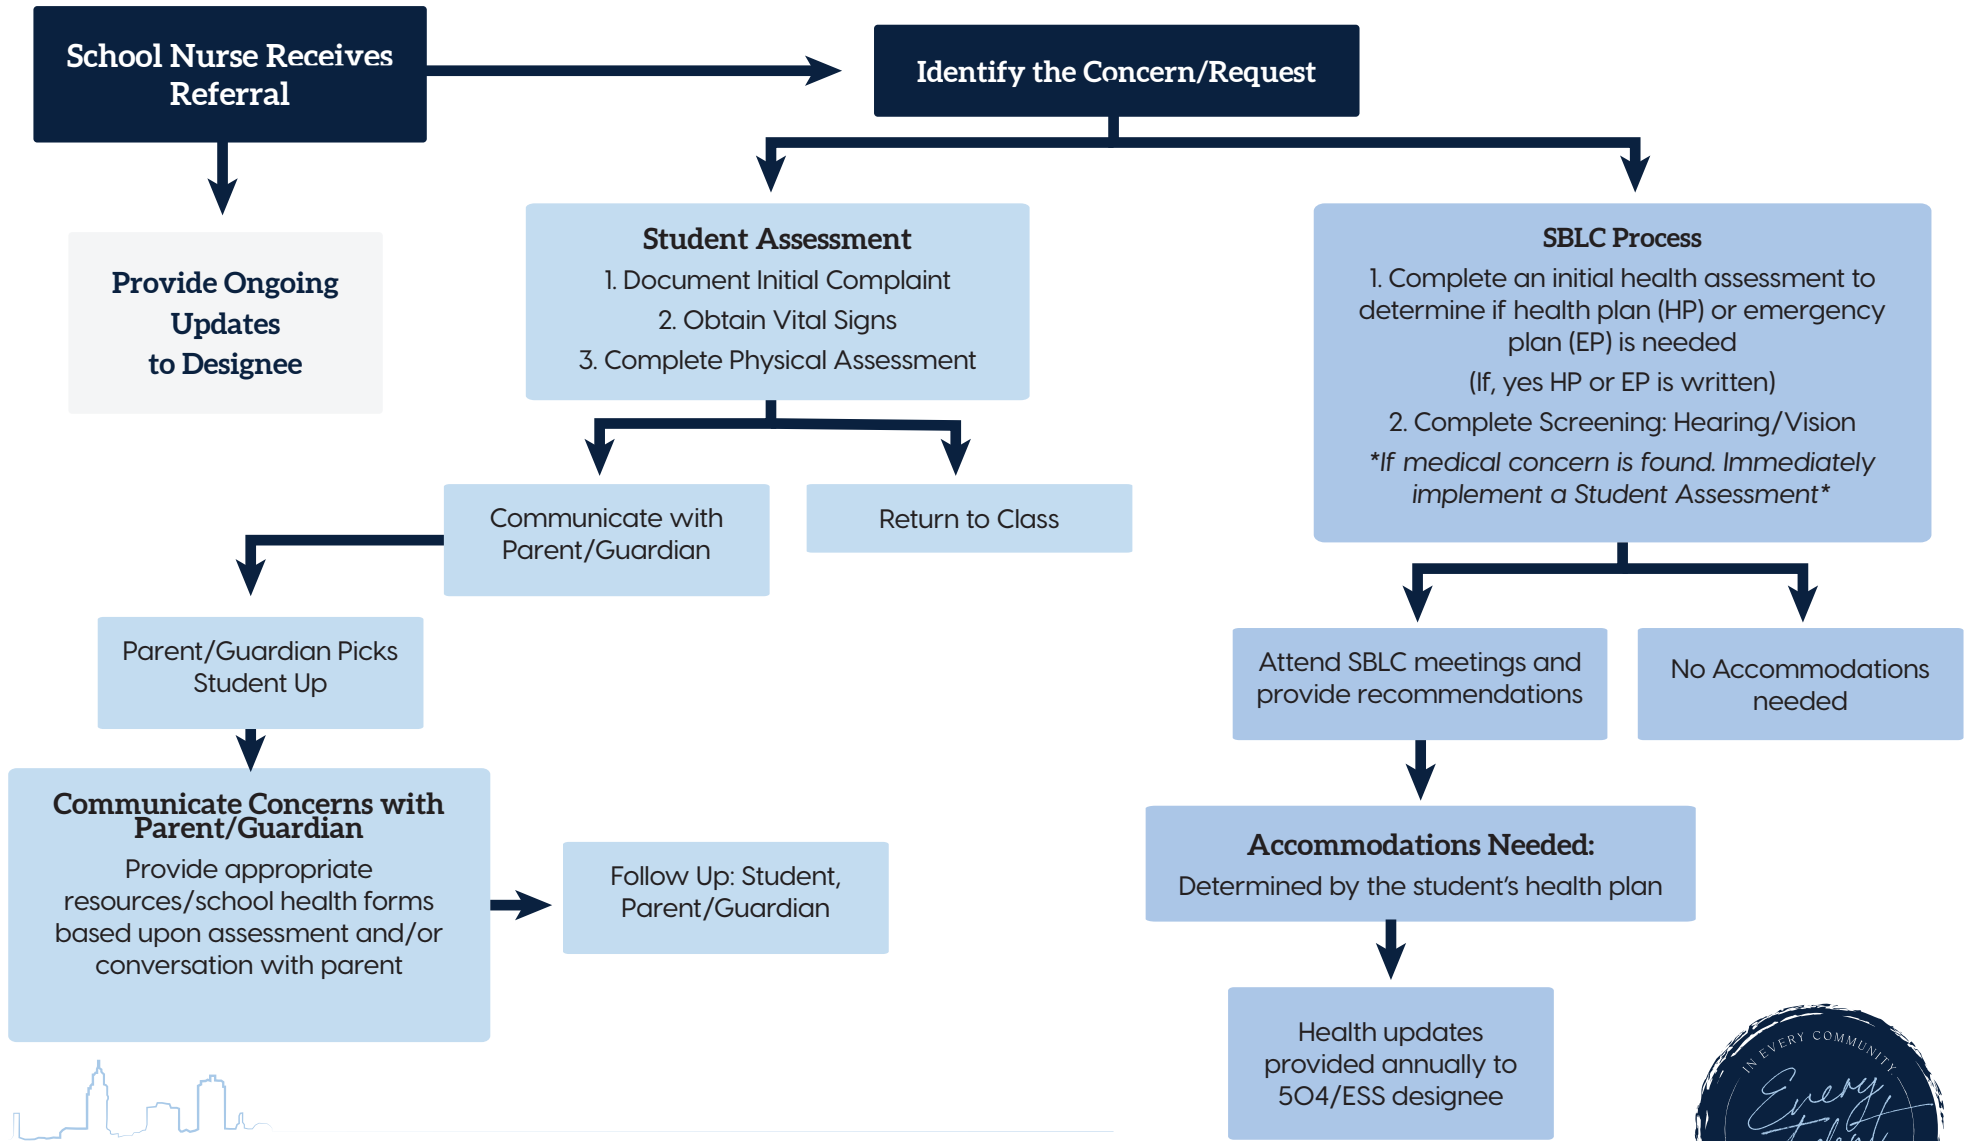 School Nurse Receives
Referral
Identify the Concern/Request
Provide Ongoing
Updates
to Designee
Student Assessment
1. Document Initial Complaint
2. Obtain Vital Signs
3. Complete Physical Assessment
SBLC Process
1. Complete an initial health assessment to
determine if health plan (HP) or emergency
plan (EP) is needed
(If, yes HP or EP is written)
2. Complete Screening: Hearing/Vision
*If medical concern is found. Immediately
implement a Student Assessment*
Communicate with
Parent/Guardian
Return to Class
Parent/Guardian Picks
Student Up
Attend SBLC meetings and
provide recommendations
No Accommodations
needed
Communicate Concerns with
Parent/Guardian
Provide appropriate
resources/school health forms
based upon assessment and/or
conversation with parent
Follow Up: Student,
Parent/Guardian
Accommodations Needed:
Determined by the student's health plan
Health updates
provided annually to
504/ESS designee
IN EVERY COMMUNITY
Every